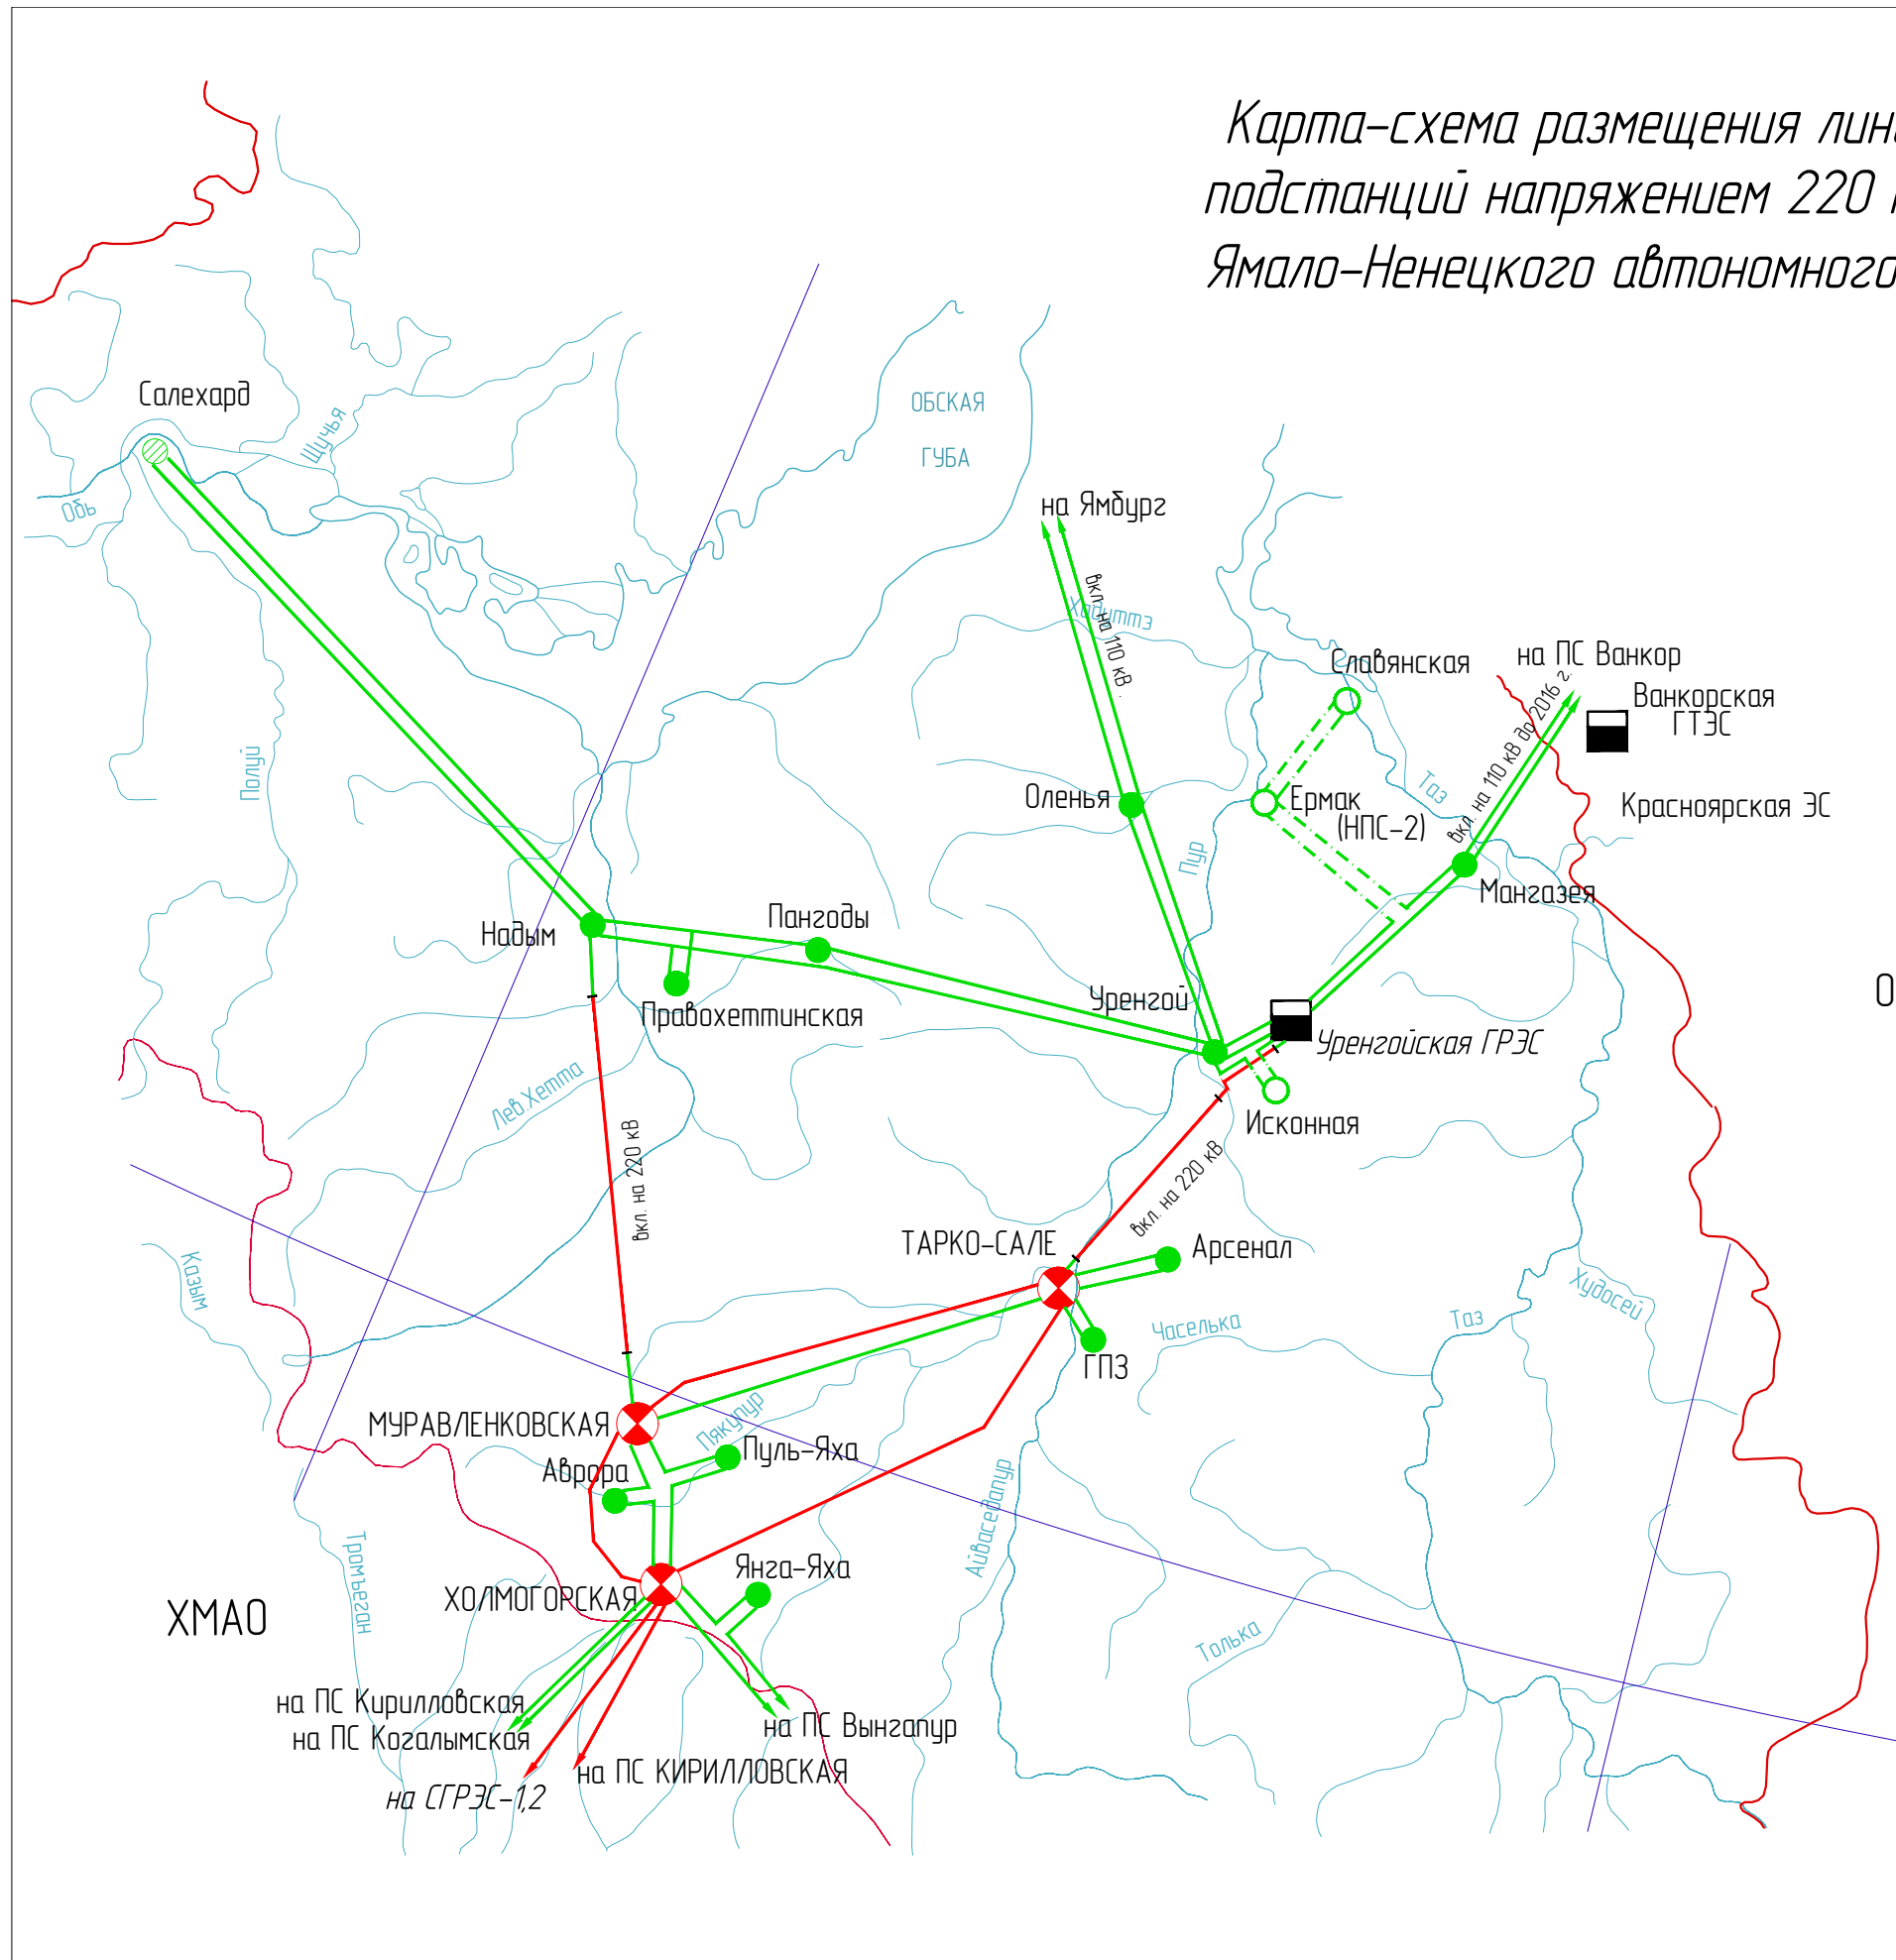 Карта-схема размещения лин
подстанций напряжением 220
Ямало-Ненецкого автономного
Салехард
Щучья
Обь
ОБСКАЯ
ГУБА
на Ямбург
вкл. на 110 кВ.
Хадуттэ
Славянская
на ПС Ванкор
Ванкорская
ГТЭС
вкл. на 110 кВ до 2016 г.
Таз
Полуй
Оленья
Ермак
(НПС-2)
Красноярская ЭС
Пур
Мангазея
Надым
Пангоды
Правохеттинская
Уренгой
Уренгойская ГРЭС
О
Лев.Хетта
Исконная
вкл. на 220 кВ
вкл. на 220 кВ
ТАРКО-САЛЕ
Арсенал
Казым
Худосей
Часелька
Таз
ГПЗ
МУРАВЛЕНКОВСКАЯ
Пякупур
Пуль-Яха
Аврора
Айваседапур
Тромъеган
Янга-Яха
ХОЛМОГОРСКАЯ
ХМАО
Толька
на ПС Кирилловская
на ПС Когалымская
на ПС Вынгапур
на ПС КИРИЛЛОВСКАЯ
на СГРЭС-1,2